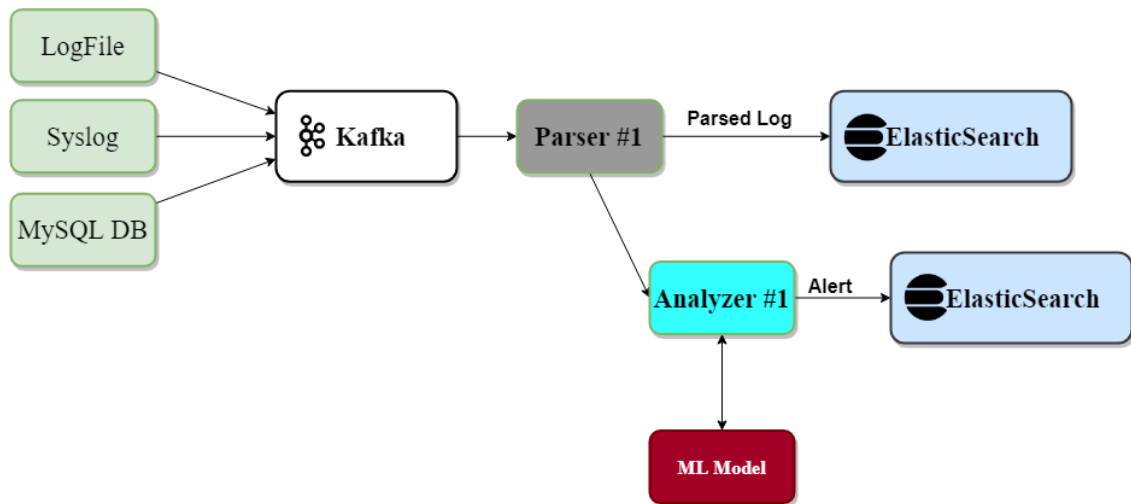 LogFile
Syslog
MySQL DB
Kafka
Parser #1
Parsed Log
ElasticSearch
Analyzer #1
Alert
ElasticSearch
ML Model